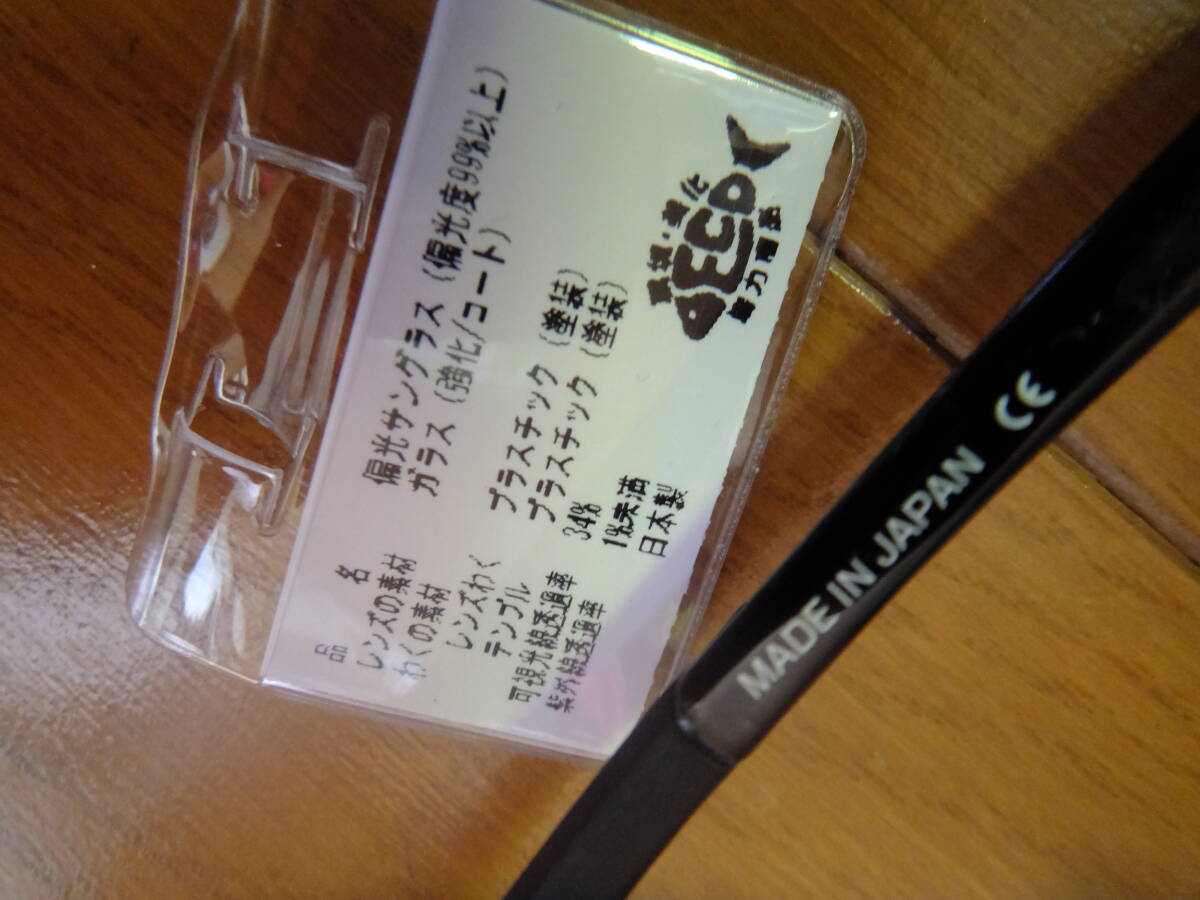 品 名 偏光サングラス (偏光度99%以上)
レンズの素材 ガラス (強化/コート)
わくの素材
レンズわく プラスチック (塗装)
テンプル プラスチック (塗装)
可視光線透過率 34%
紫外線透過率 1%未満
日本製
ECO
MADE IN JAPAN CE